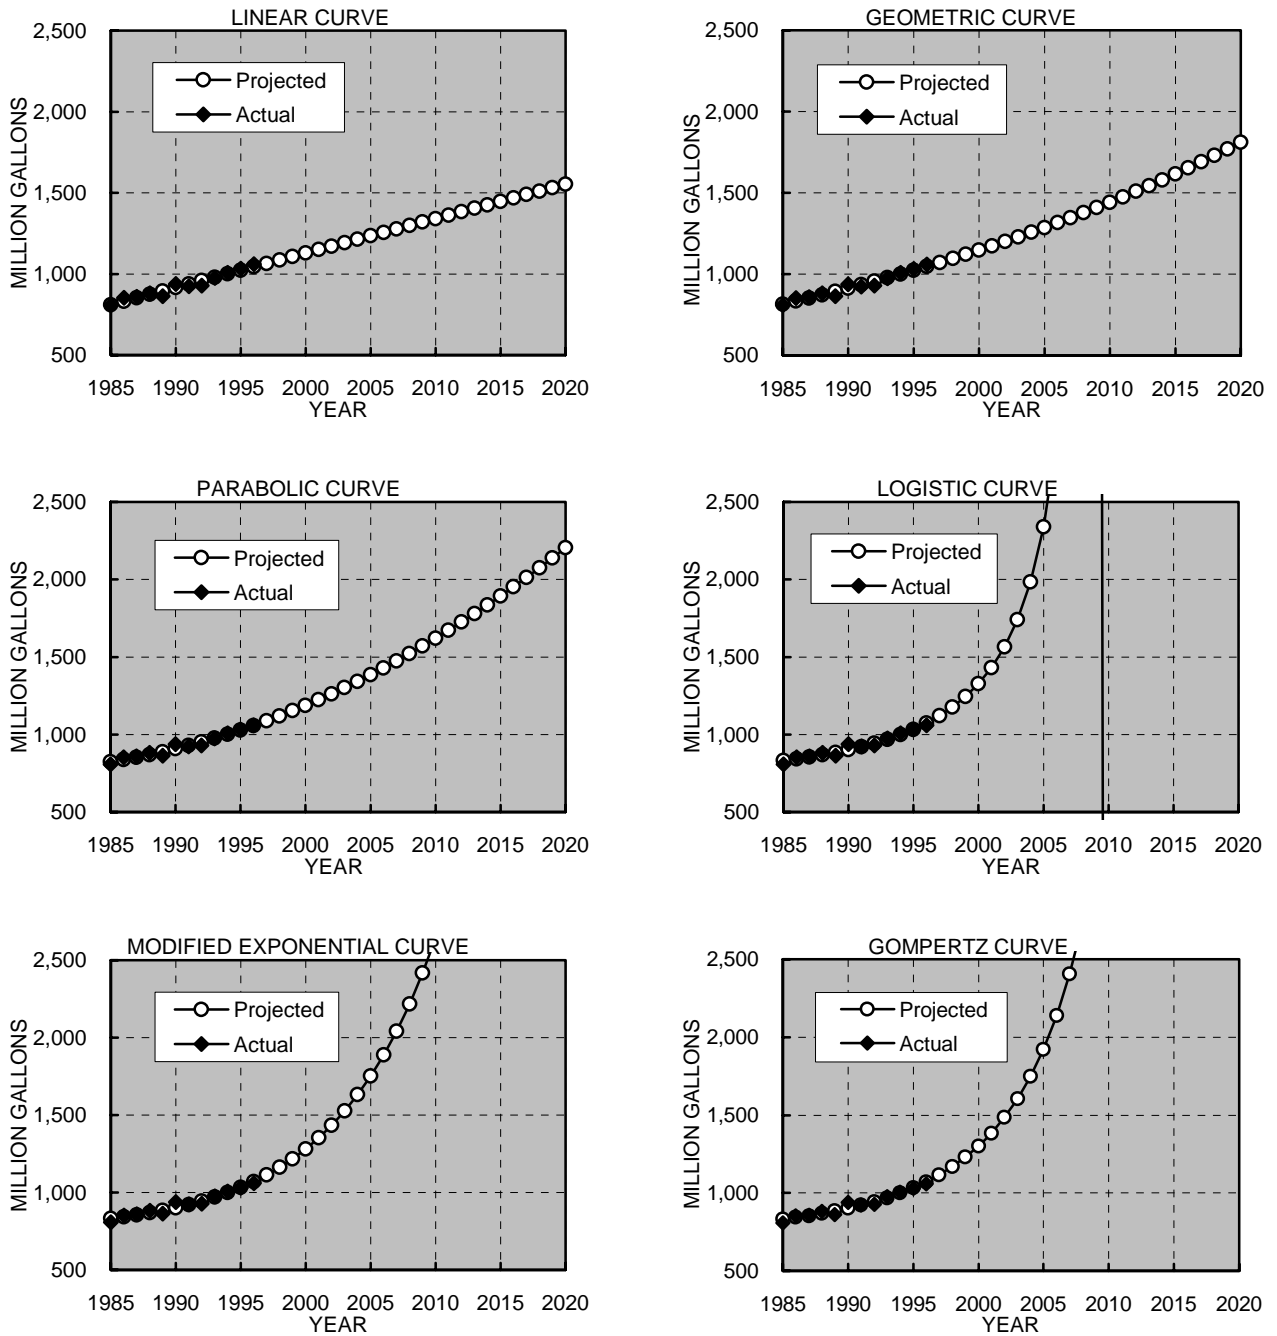 LINEAR CURVE
2,500
2,000
1,500
1,000
500
MILLION GALLONS
Projected
Actual
1985 1990 1995 2000 2005 2010 2015 2020
YEAR
GEOMETRIC CURVE
2,500
2,000
1,500
1,000
500
MILLION GALLONS
Projected
Actual
1985 1990 1995 2000 2005 2010 2015 2020
YEAR
PARABOLIC CURVE
2,500
2,000
1,500
1,000
500
MILLION GALLONS
Projected
Actual
1985 1990 1995 2000 2005 2010 2015 2020
YEAR
LOGISTIC CURVE
2,500
2,000
1,500
1,000
500
MILLION GALLONS
Projected
Actual
1985 1990 1995 2000 2005 2010 2015 2020
YEAR
MODIFIED EXPONENTIAL CURVE
2,500
2,000
1,500
1,000
500
MILLION GALLONS
Projected
Actual
1985 1990 1995 2000 2005 2010 2015 2020
YEAR
GOMPERTZ CURVE
2,500
2,000
1,500
1,000
500
MILLION GALLONS
Projected
Actual
1985 1990 1995 2000 2005 2010 2015 2020
YEAR